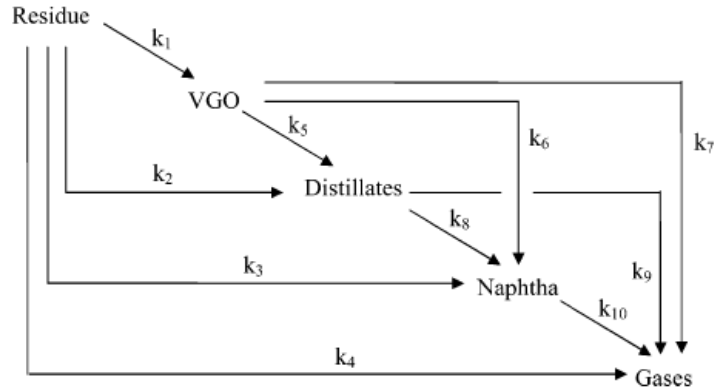 Residue
k₁
VGO
k₅
k₆
k₇
k₂
Distillates
k₈
k₃
k₉
Naphtha
k₁₀
k₄
Gases